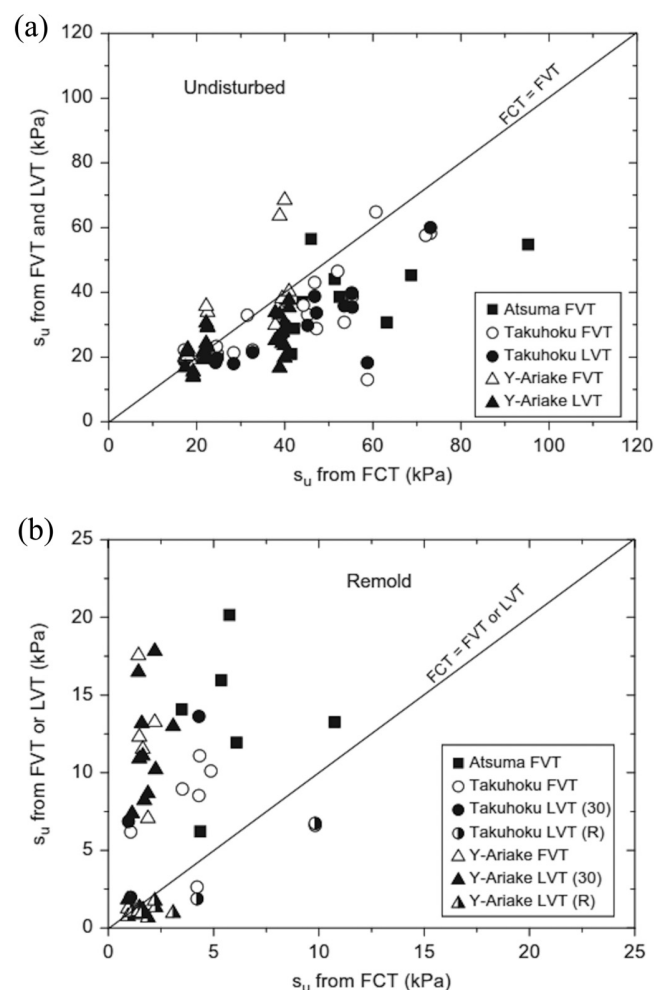 (a)
120
100
80
60
40
20
0
s_u from FVT and LVT (kPa)
Undisturbed
FCT = FVT
Atsuma FVT
Takuhoku FVT
Takuhoku LVT
Y-Ariake FVT
Y-Ariake LVT
0 20 40 60 80 100 120
s_u from FCT (kPa)
(b)
25
20
15
10
5
0
s_u from FVT or LVT (kPa)
Remold
FCT = FVT or LVT
Atsuma FVT
Takuhoku FVT
Takuhoku LVT (30)
Takuhoku LVT (R)
Y-Ariake FVT
Y-Ariake LVT (30)
Y-Ariake LVT (R)
0 5 10 15 20 25
s_u from FCT (kPa)